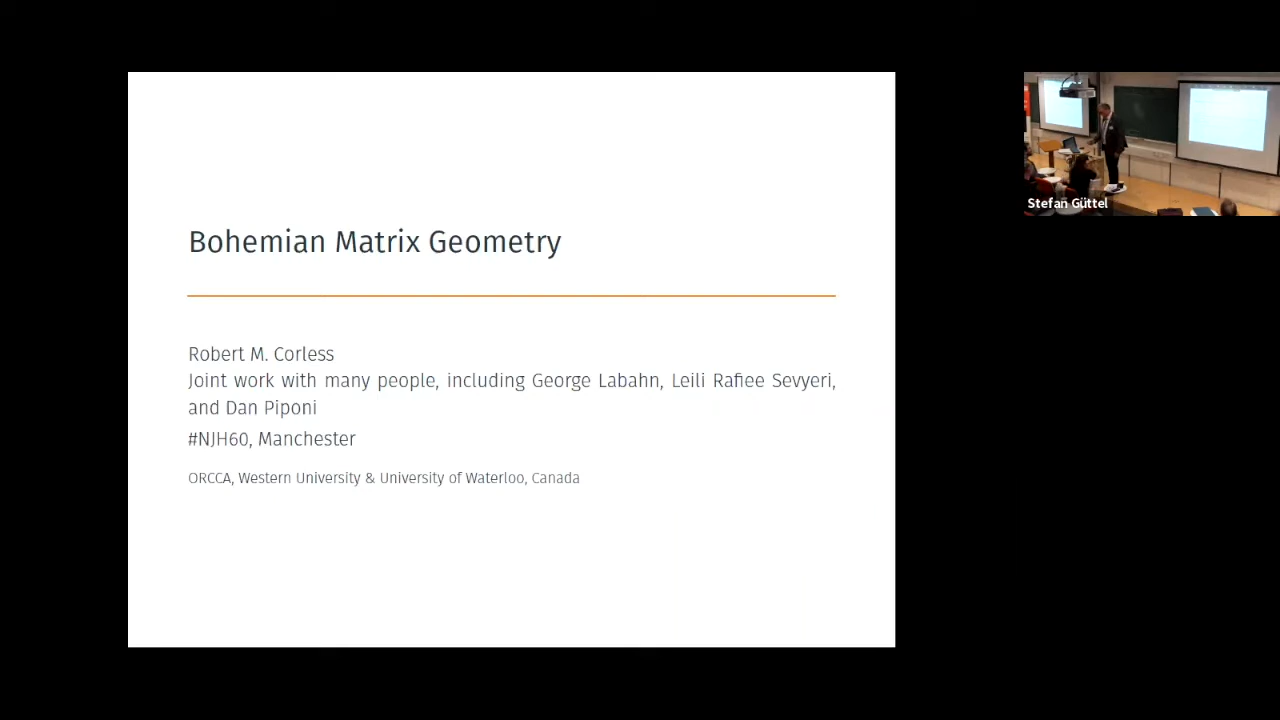 Bohemian Matrix Geometry
Robert M. Corless
Joint work with many people, including George Labahn, Leili Rafiee Sevyeri,
and Dan Piponi
#NJH60, Manchester
ORCCA, Western University & University of Waterloo, Canada
Stefan Güttel